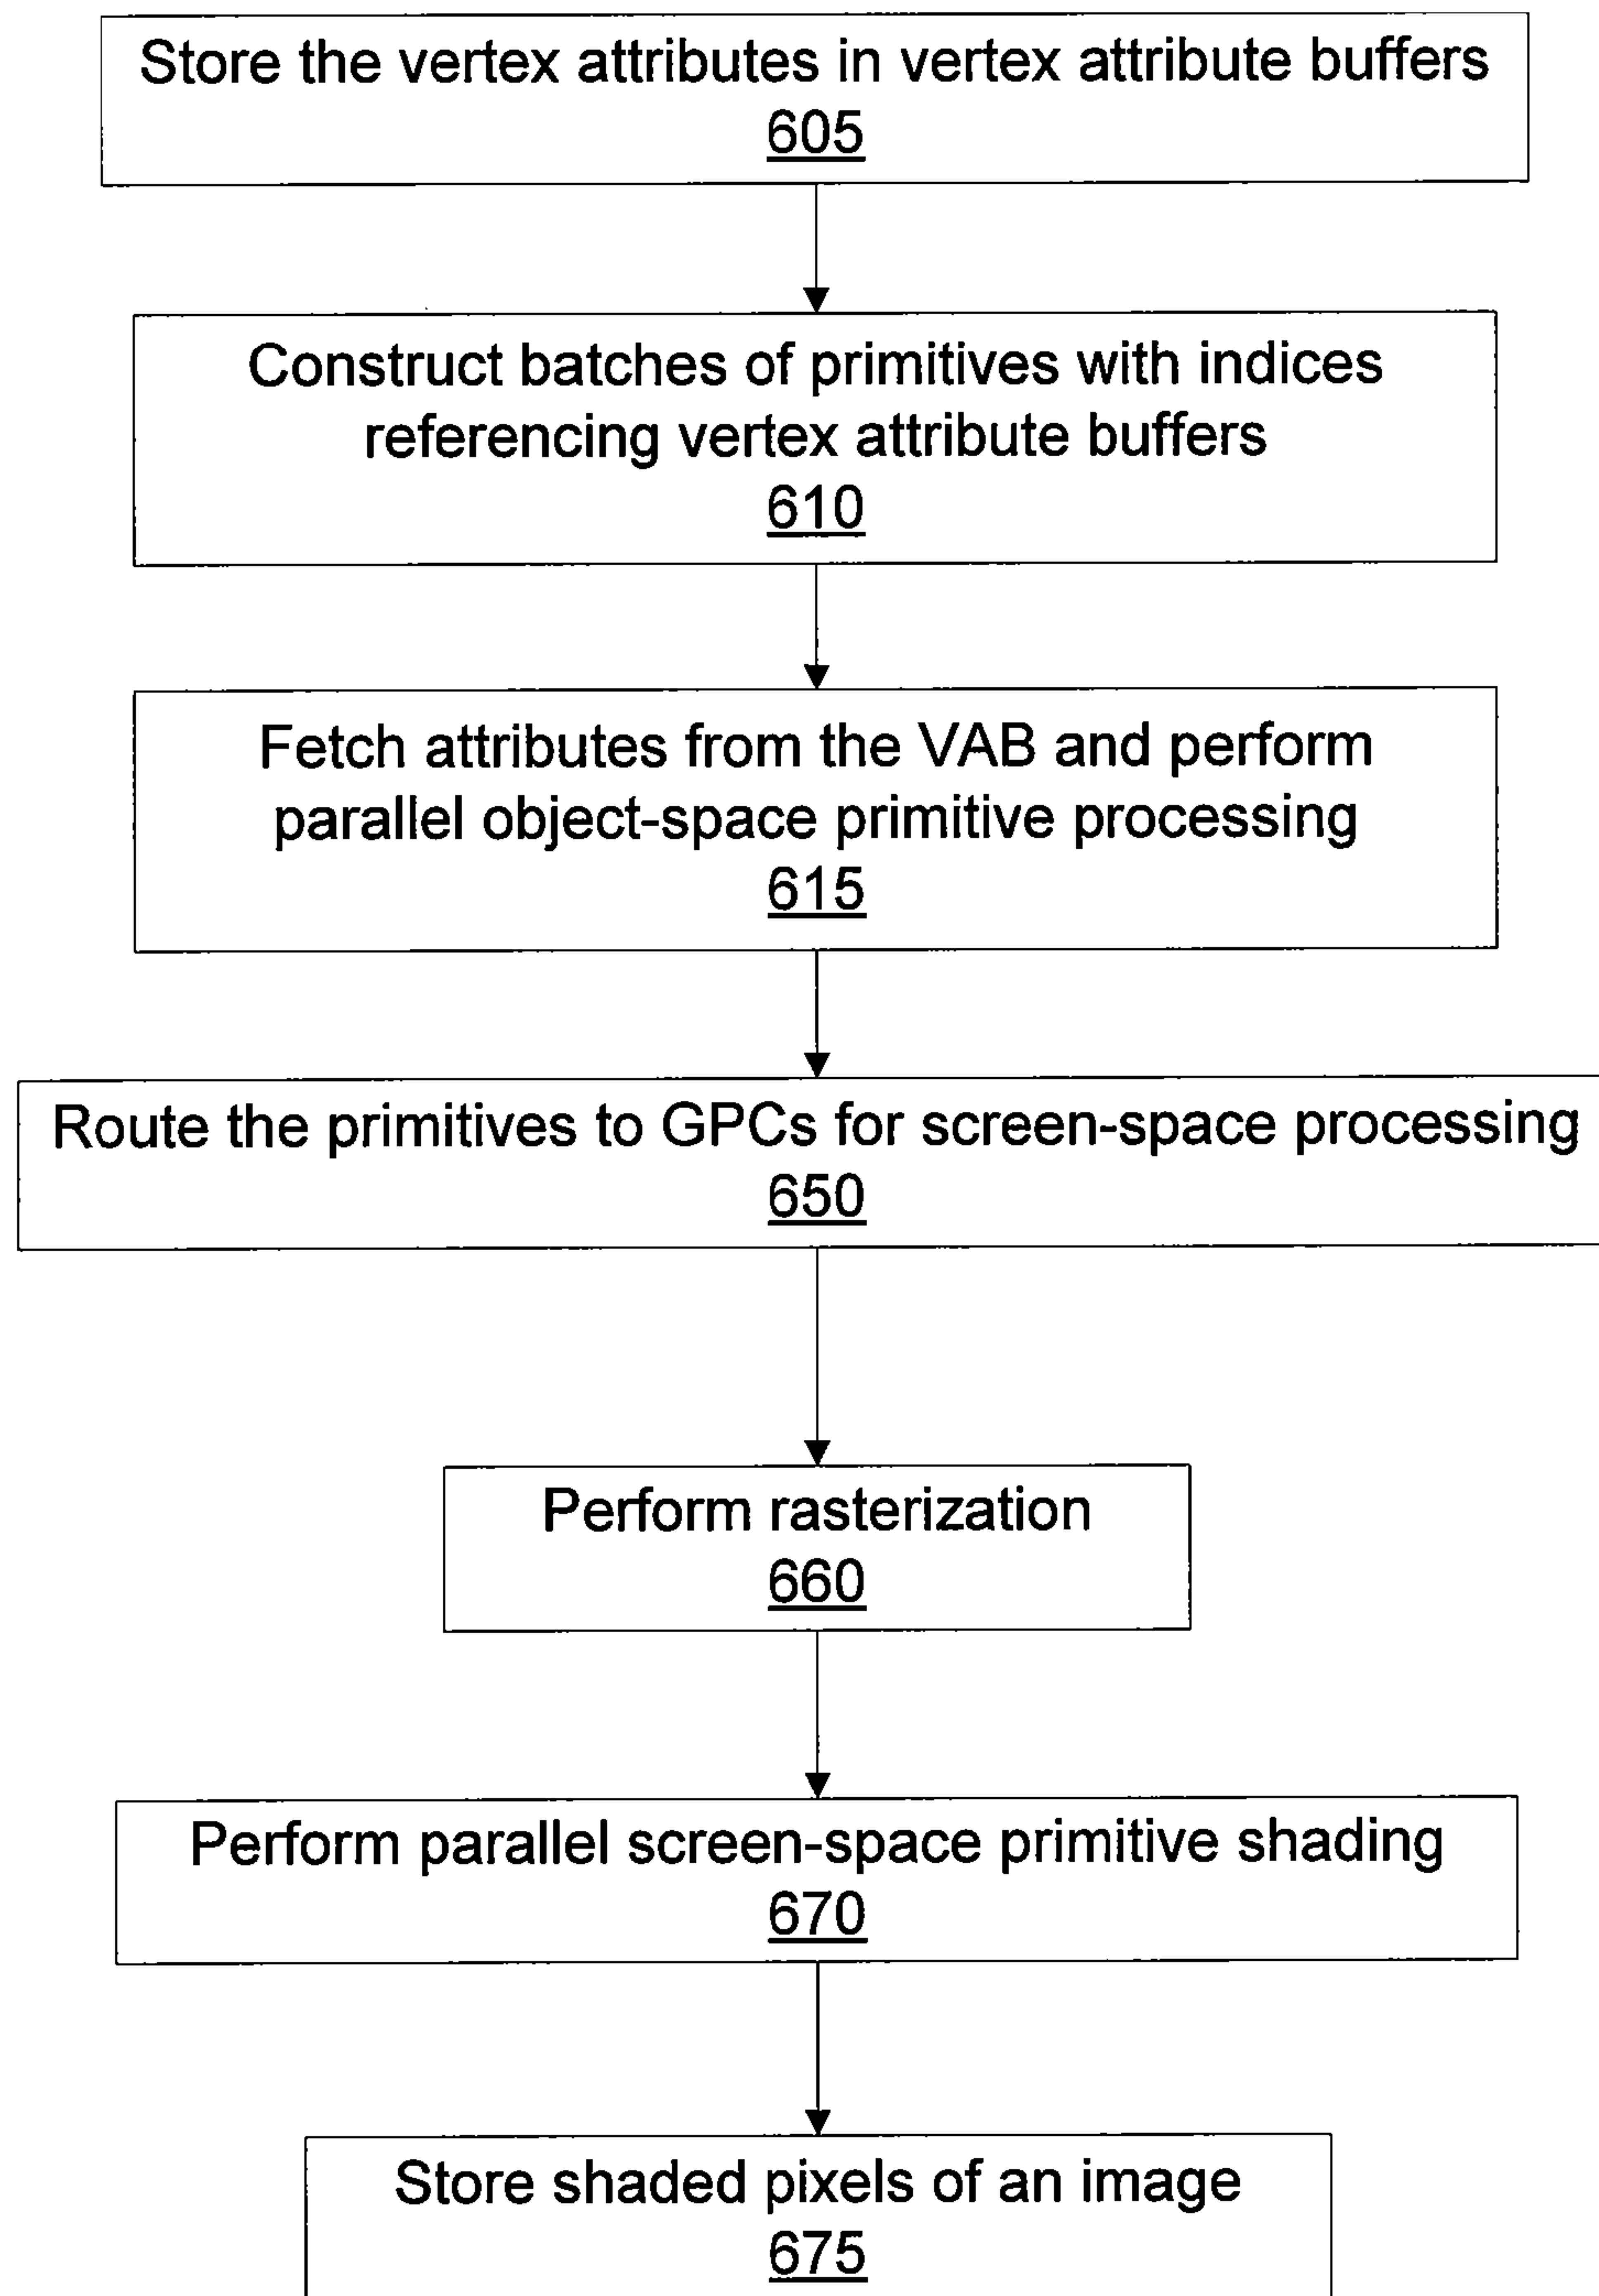 Store the vertex attributes in vertex attribute buffers
605
Construct batches of primitives with indices
referencing vertex attribute buffers
610
Fetch attributes from the VAB and perform
parallel object-space primitive processing
615
Route the primitives to GPCs for screen-space processing
650
Perform rasterization
660
Perform parallel screen-space primitive shading
670
Store shaded pixels of an image
675